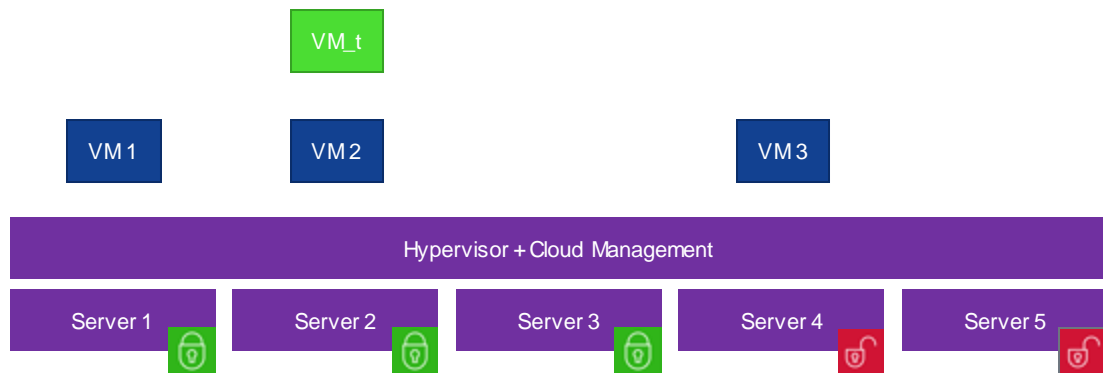 VM_t
VM 1
VM 2
VM 3
Hypervisor + Cloud Management
Server 1
Server 2
Server 3
Server 4
Server 5